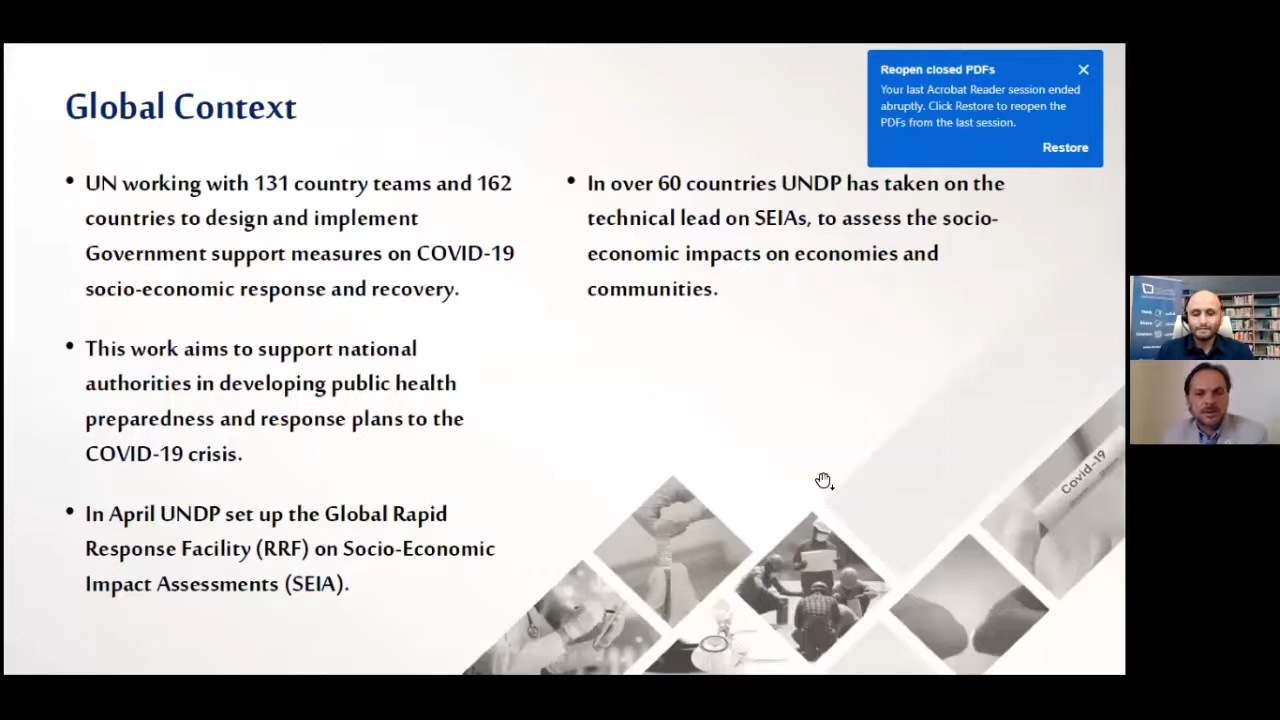 Global Context
• UN working with 131 country teams and 162
countries to design and implement
Government support measures on COVID-19
socio-economic response and recovery.
• This work aims to support national
authorities in developing public health
preparedness and response plans to the
COVID-19 crisis.
• In April UNDP set up the Global Rapid
Response Facility (RRF) on Socio-Economic
Impact Assessments (SEIA).
• In over 60 countries UNDP has taken on the
technical lead on SEIAs, to assess the socio-
economic impacts on economies and
communities.
Reopen closed PDFs
Your last Acrobat Reader session ended
abruptly. Click Restore to reopen the
PDFs from the last session.
Restore
Covid-19